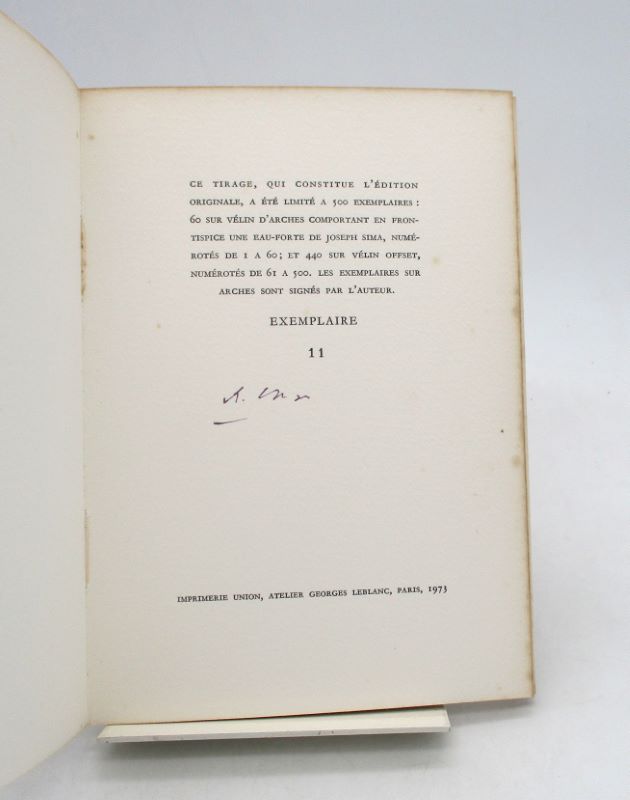 CE TIRAGE, QUI CONSTITUE L'ÉDITION
ORIGINALE, A ÉTÉ LIMITÉ A 500 EXEMPLAIRES :
60 SUR VÉLIN D'ARCHES COMPORTANT EN FRON-
TISPICE UNE EAU-FORTE DE JOSEPH SIMA, NUMÉ-
ROTÉS DE 1 A 60; ET 440 SUR VÉLIN OFFSET,
NUMÉROTÉS DE 61 A 500. LES EXEMPLAIRES SUR
ARCHES SONT SIGNÉS PAR L'AUTEUR.
EXEMPLAIRE
11
IMPRIMERIE UNION, ATELIER GEORGES LEBLANC, PARIS, 1973